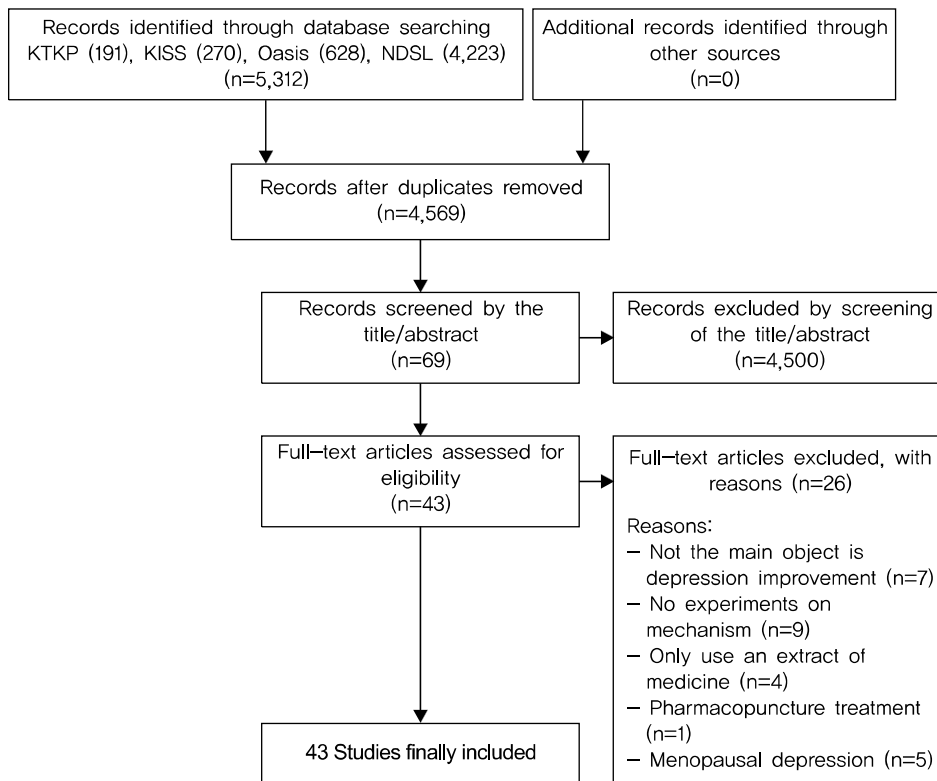 Records identified through database searching
KTKP (191), KISS (270), Oasis (628), NDSL (4,223)
(n=5,312)
Additional records identified through
other sources
(n=0)
Records after duplicates removed
(n=4,569)
Records screened by the
title/abstract
(n=69)
Records excluded by screening
of the title/abstract
(n=4,500)
Full-text articles assessed for
eligibility
(n=43)
Full-text articles excluded, with
reasons (n=26)
Reasons:
- Not the main object is
depression improvement (n=7)
- No experiments on
mechanism (n=9)
- Only use an extract of
medicine (n=4)
- Pharmacopuncture treatment
(n=1)
- Menopausal depression (n=5)
43 Studies finally included